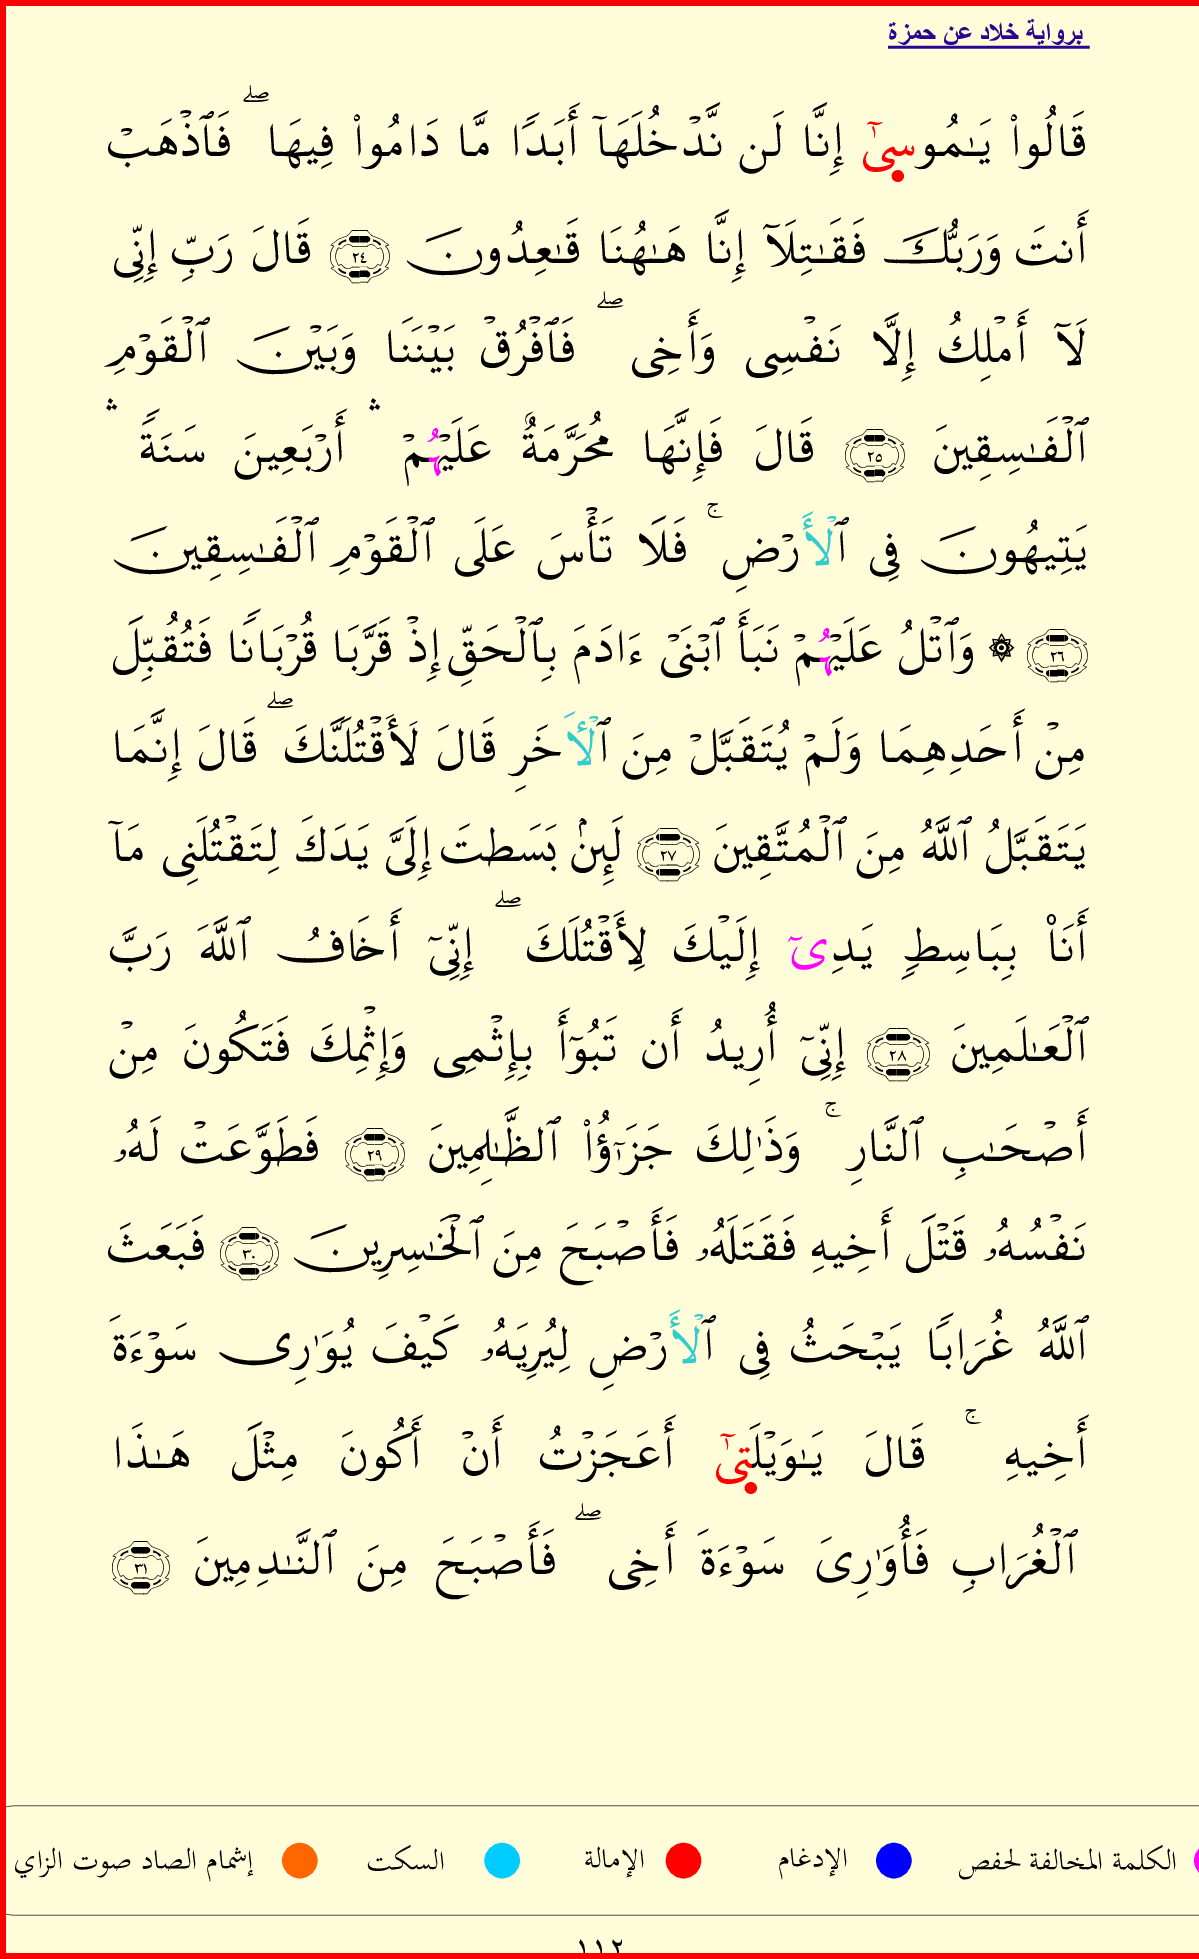 برواية خلاد عن حمزة
قَالُوا۟ يَـٰمُوسِىٰٓ إِنَّا لَن نَّدۡخُلَهَآ أَبَدࣰا مَّا دَامُوا۟ فِيهَا ۖ فَٱذۡهَبۡ
أَنتَ وَرَبُّكَ فَقَـٰتِلَآ إِنَّا هَـٰهُنَا قَـٰعِدُونَ ٢٤ قَالَ رَبِّ إِنِّى
لَآ أَمۡلِكُ إِلَّا نَفۡسِى وَأَخِى ۖ فَٱفۡرُقۡ بَيۡنَنَا وَبَيۡنَ ٱلۡقَوۡمِ
ٱلۡفَـٰسِقِينَ ٢٥ قَالَ فَإِنَّهَا مُحَرَّمَةٌ عَلَيۡهُمۡ ۛ أَرۡبَعِينَ سَنَةࣰ ۛ
يَتِيهُونَ فِى ٱلۡأَرۡضِ ۚ فَلَا تَأۡسَ عَلَى ٱلۡقَوۡمِ ٱلۡفَـٰسِقِينَ
٢٦ ۞ وَٱتۡلُ عَلَيۡهُمۡ نَبَأَ ٱبۡنَىۡ ءَادَمَ بِٱلۡحَقِّ إِذۡ قَرَّبَا قُرۡبَانࣰا فَتُقُبِّلَ
مِنۡ أَحَدِهِمَا وَلَمۡ يُتَقَبَّلۡ مِنَ ٱلۡأَخَرِ قَالَ لَأَقۡتُلَنَّكَ ۖ قَالَ إِنَّمَا
يَتَقَبَّلُ ٱللَّهُ مِنَ ٱلۡمُتَّقِينَ ٢٧ لَئِنۢ بَسَطتَ إِلَىَّ يَدَكَ لِتَقۡتُلَنِى مَآ
أَنَا۠ بِبَاسِطࣲ يَدِىٓ إِلَيۡكَ لِأَقۡتُلَكَ ۖ إِنِّىٓ أَخَافُ ٱللَّهَ رَبَّ
ٱلۡعَـٰلَمِينَ ٢٨ إِنِّىٓ أُرِيدُ أَن تَبُوٓأَ بِإِثۡمِى وَإِثۡمِكَ فَتَكُونَ مِنۡ
أَصۡحَـٰبِ ٱلنَّارِ ۚ وَذَٰلِكَ جَزَٰٓؤُا۟ ٱلظَّـٰلِمِينَ ٢٩ فَطَوَّعَتۡ لَهُۥ
نَفۡسُهُۥ قَتۡلَ أَخِيهِ فَقَتَلَهُۥ فَأَصۡبَحَ مِنَ ٱلۡخَـٰسِرِينَ ٣٠ فَبَعَثَ
ٱللَّهُ غُرَابࣰا يَبۡحَثُ فِى ٱلۡأَرۡضِ لِيُرِيَهُۥ كَيۡفَ يُوَٰرِى سَوۡءَةَ
أَخِيهِ ۚ قَالَ يَـٰوَيۡلَتِىٰٓ أَعَجَزۡتُ أَنۡ أَكُونَ مِثۡلَ هَـٰذَا
ٱلۡغُرَابِ فَأُوَٰرِىَ سَوۡءَةَ أَخِى ۖ فَأَصۡبَحَ مِنَ ٱلنَّـٰدِمِينَ ٣١
الكلمة المخالفة لحفص الإدغام الإمالة السكت إشمام الصاد صوت الزاي
١١٢